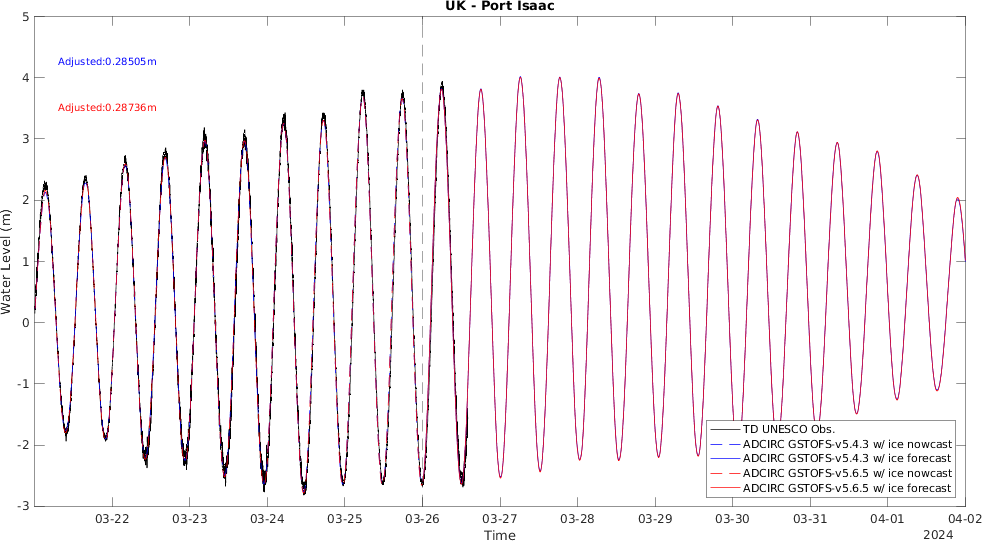 UK - Port Isaac
Adjusted:0.28505m
Adjusted:0.28736m
Water Level (m)
5
4
3
2
1
0
-1
-2
-3
TD UNESCO Obs.
ADCIRC GSTOFS-v5.4.3 w/ ice nowcast
ADCIRC GSTOFS-v5.4.3 w/ ice forecast
ADCIRC GSTOFS-v5.6.5 w/ ice nowcast
ADCIRC GSTOFS-v5.6.5 w/ ice forecast
03-22 03-23 03-24 03-25 03-26 03-27 03-28 03-29 03-30 03-31 04-01 04-02
Time
2024